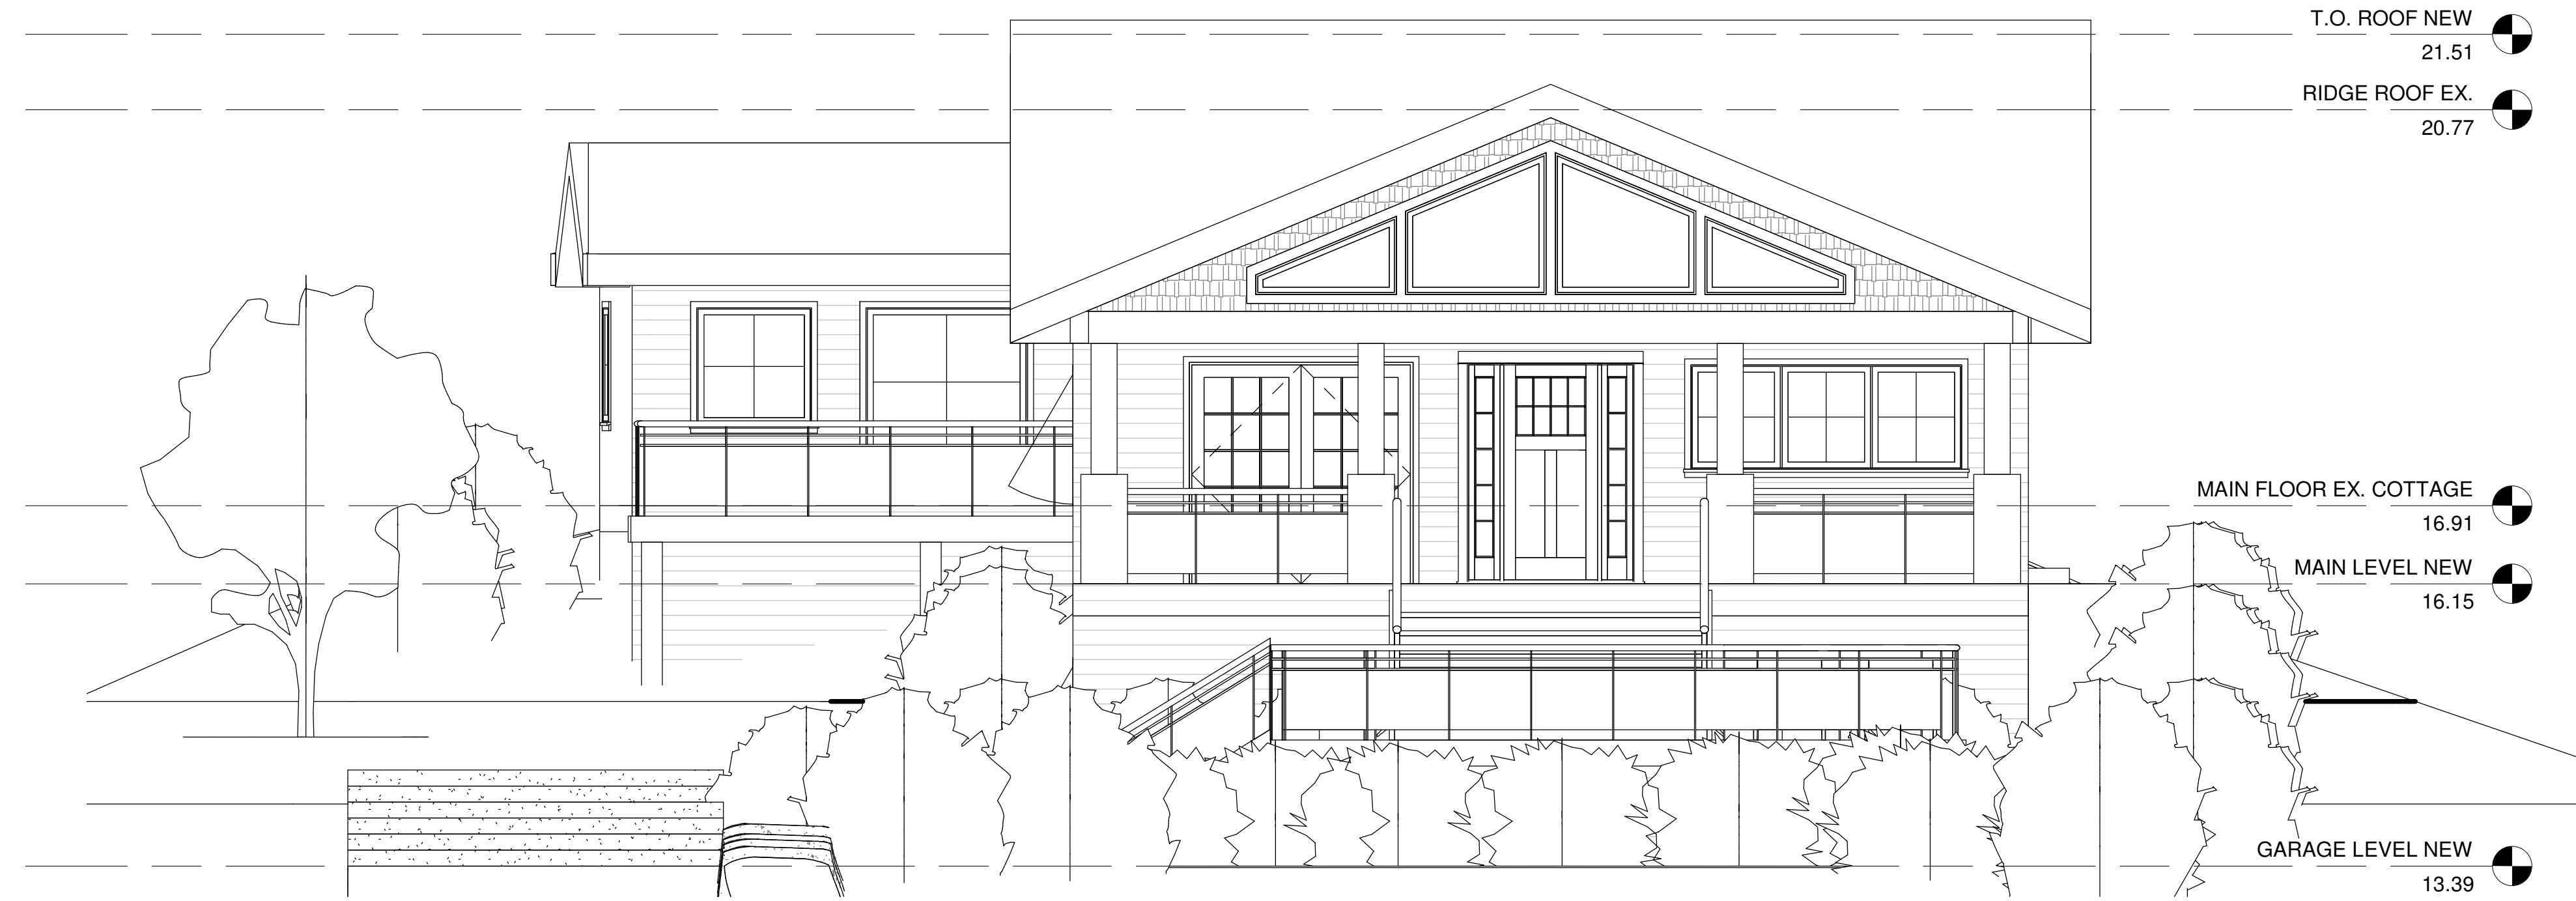 T.O. ROOF NEW
21.51
RIDGE ROOF EX.
20.77
MAIN FLOOR EX. COTTAGE
16.91
MAIN LEVEL NEW
16.15
GARAGE LEVEL NEW
13.39